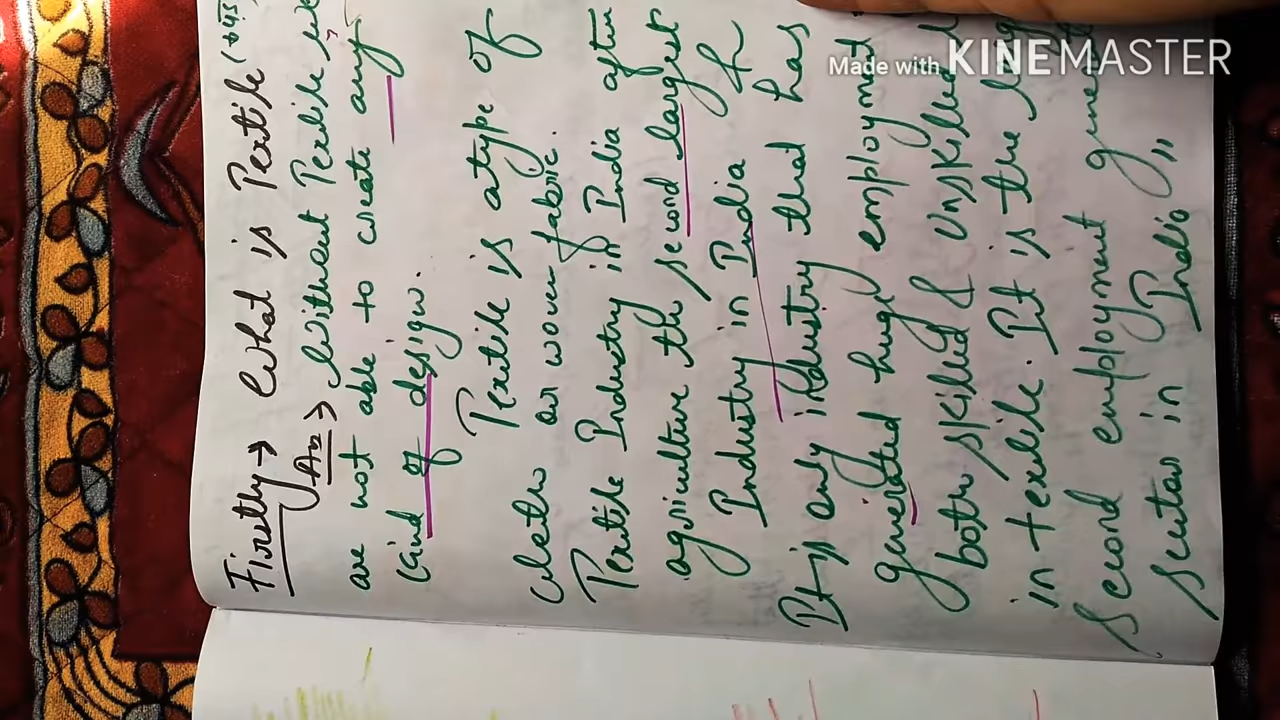 Firstly → What is Textile
Ans → Without Textile we
are not able to create any
kind of design.
Textile is a type of
cloth or woven fabric.
Textile Industry in India after
agriculture the second largest
Industry in India
It is only industry that has
generated huge employment
both skilled & unskilled
in textile. It is the
second employment
sector in India"
Made with KINEMASTER